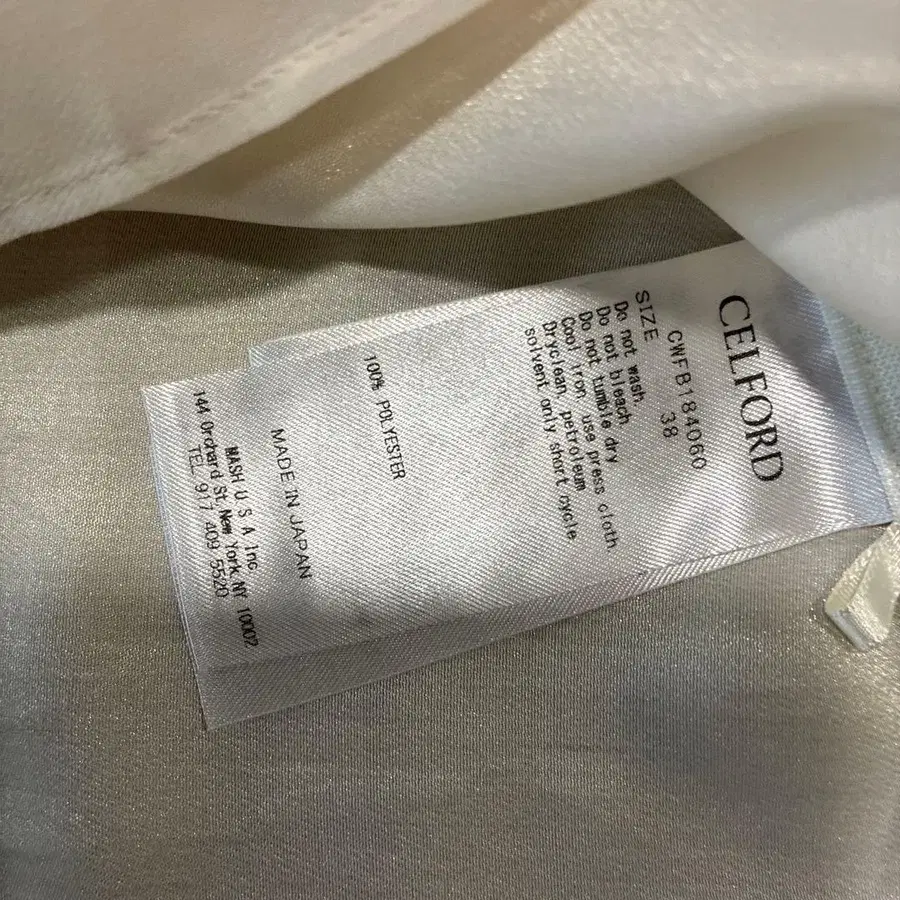 CELFORD
CWFB184060
SIZE 38
Do not wash.
Do not bleach.
Do not tumble dry
Cool iron, use press cloth
Dryclean, petroleum
solvent only short cycle
100% POLYESTER
MADE IN JAPAN
MASH U.S.A Inc.
144 Orchard St, New York, NY 10002
TEL 917 409 5520